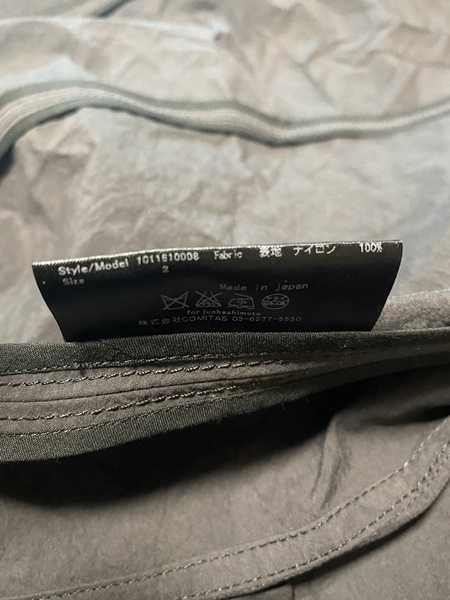 Style/Model 1011610008 Fabric 表地 ナイロン 100%
Size 2
Made in japan
for junhashimoto
株式会社COMITAS 03-6277-5550